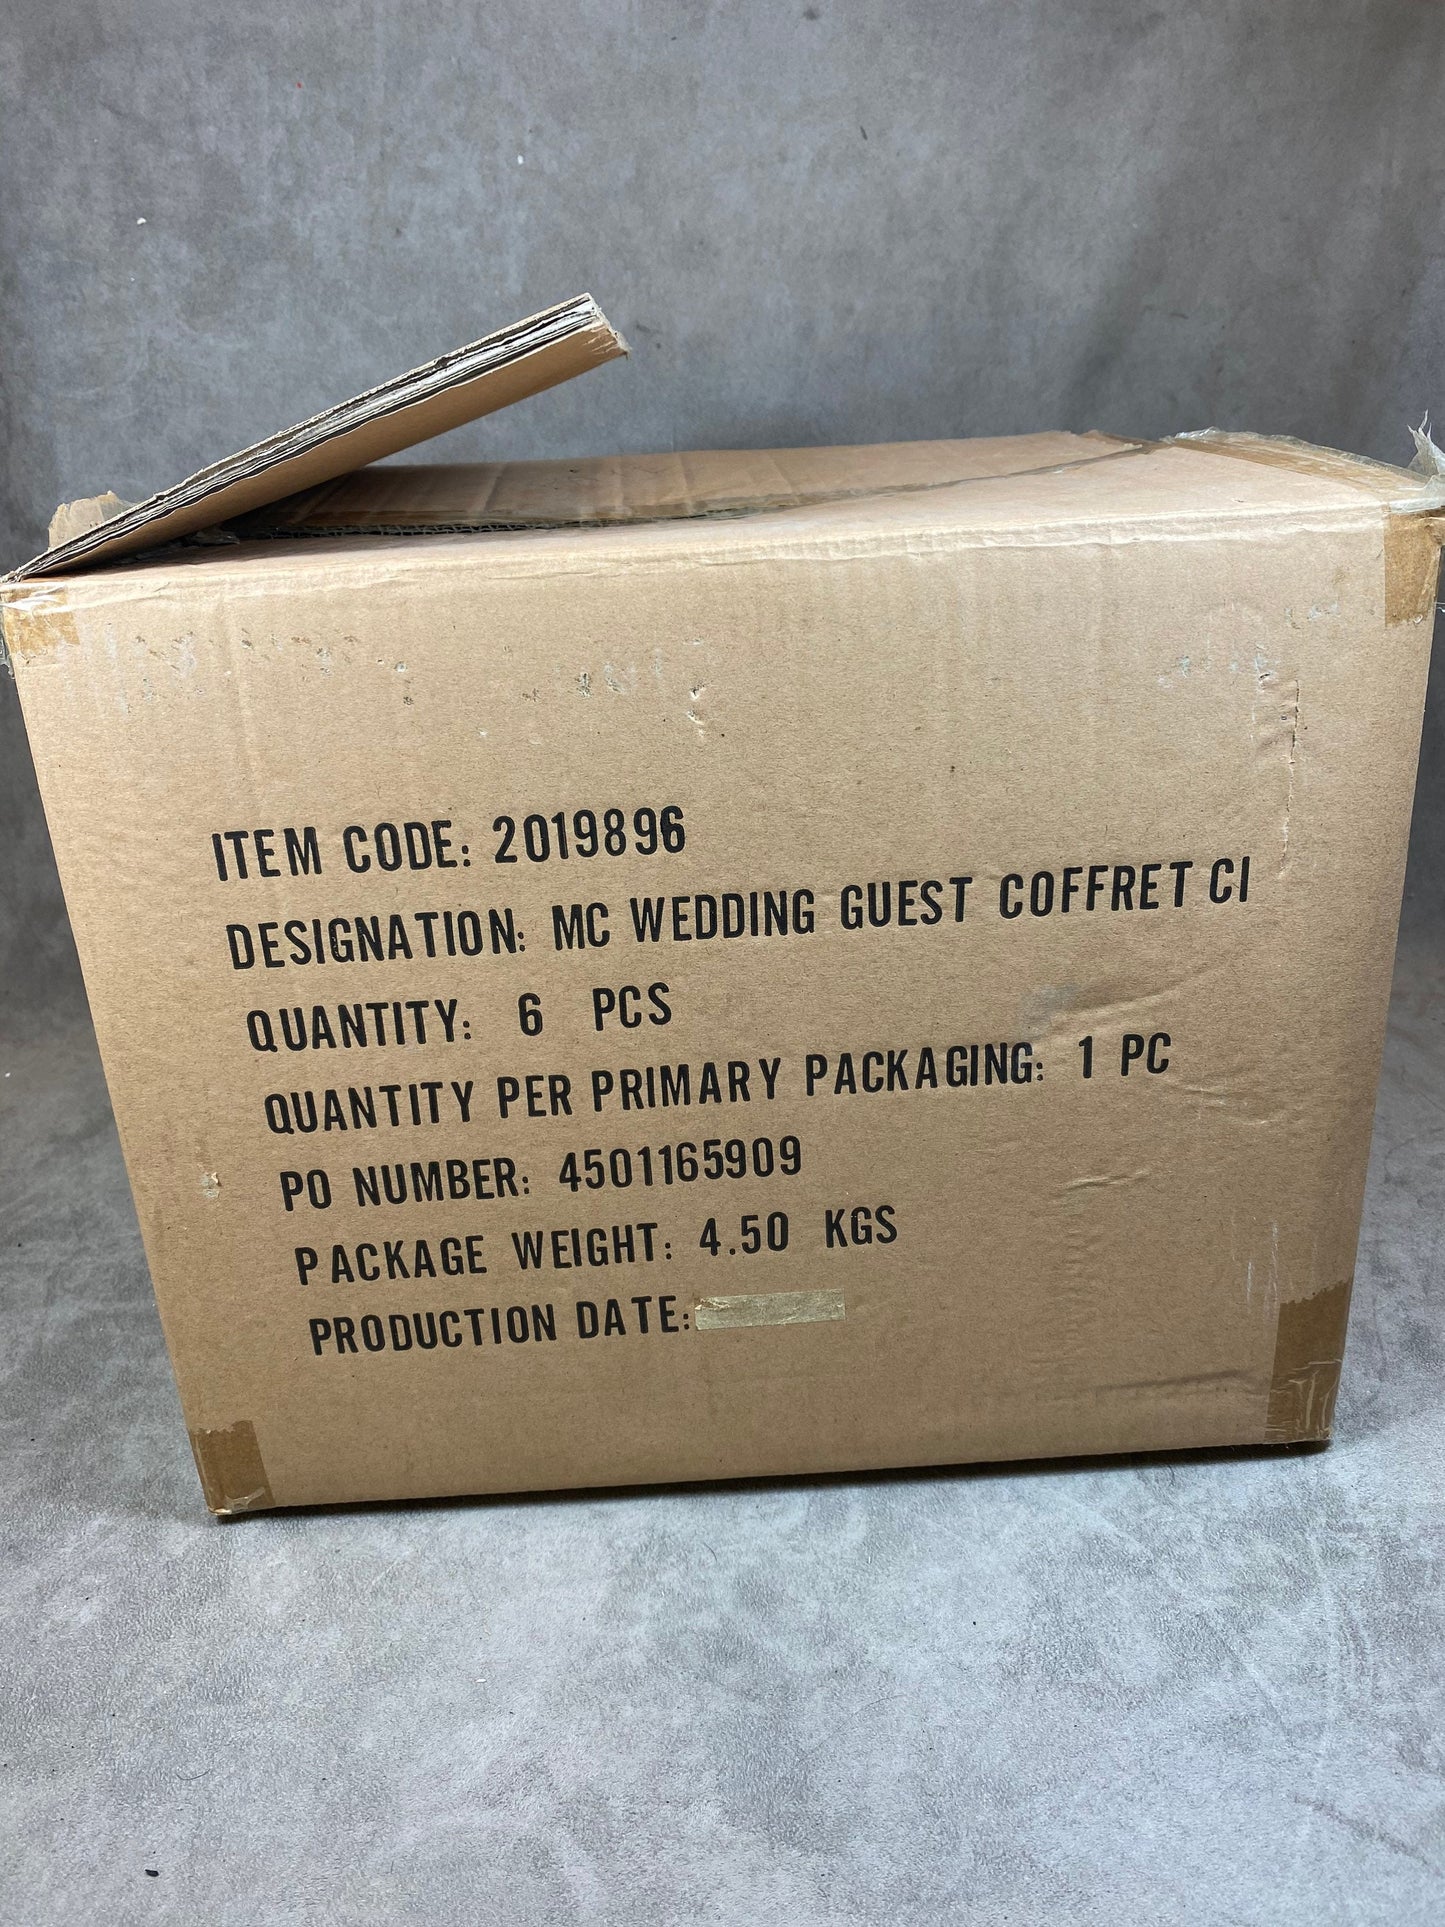 ITEM CODE: 2019896
DESIGNATION: MC WEDDING GUEST COFFRET CI
QUANTITY: 6 PCS
QUANTITY PER PRIMARY PACKAGING: 1 PC
PO NUMBER: 4501165909
PACKAGE WEIGHT: 4.50 KGS
PRODUCTION DATE: